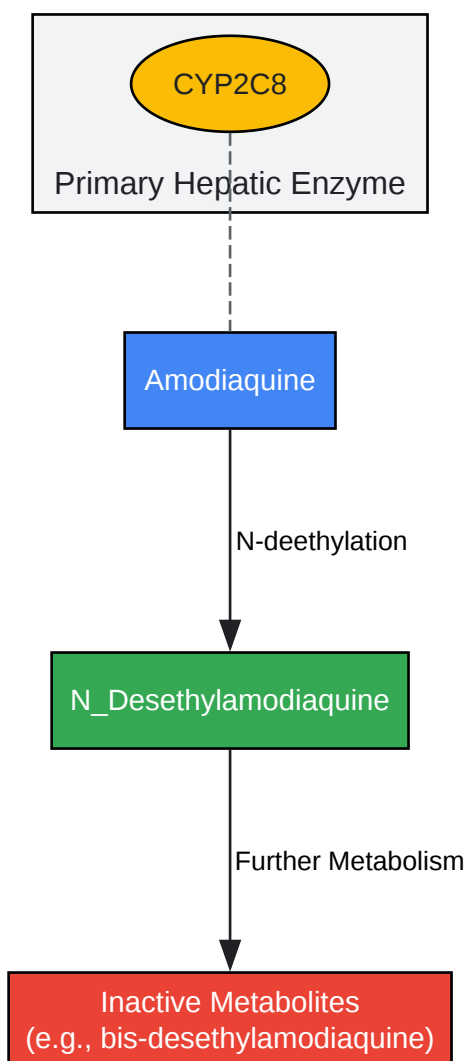 CYP2C8
Primary Hepatic Enzyme
Amodiaquine
N-deethylation
N_Desethylamodiaquine
Further Metabolism
Inactive Metabolites
(e.g., bis-desethylamodiaquine)